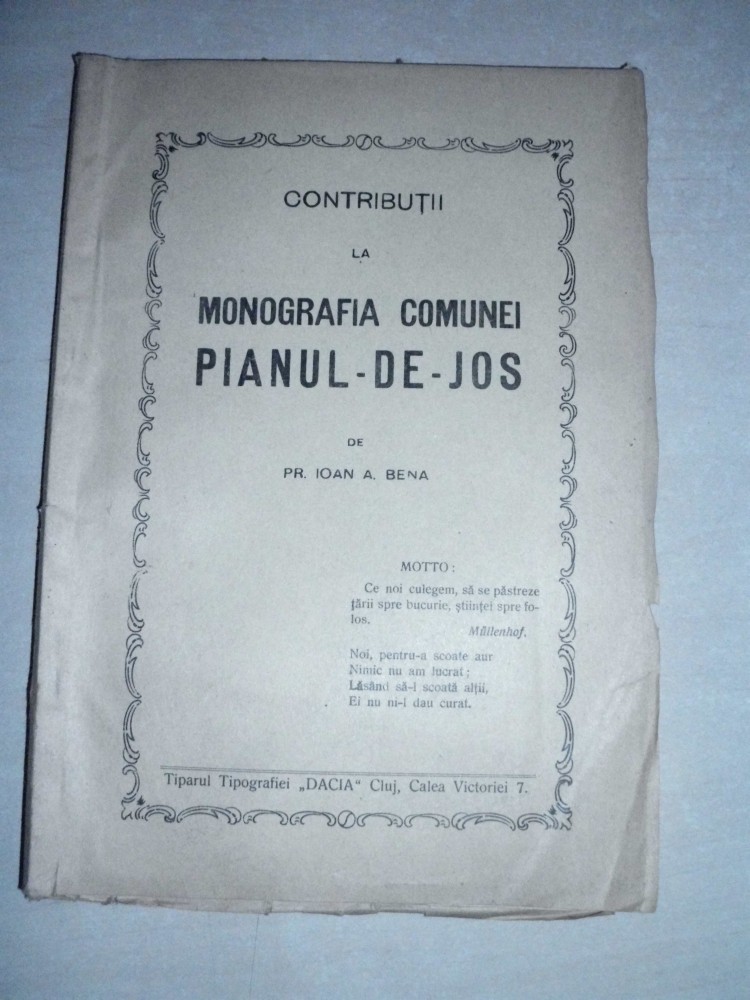 CONTRIBUȚII
LA
MONOGRAFIA COMUNEI
PIANUL-DE-JOS
DE
PR. IOAN A. BENA
MOTTO:
Ce noi culegem, să se păstreze
țării spre bucurie, științei spre fo-
los.
Müllenhof.
Noi, pentru-a scoate aur
Nimic nu am lucrat;
Lăsând să-l scoată alții,
Ei nu ni-l dau curat.
Tiparul Tipografiei „DACIA“ Cluj, Calea Victoriei 7.